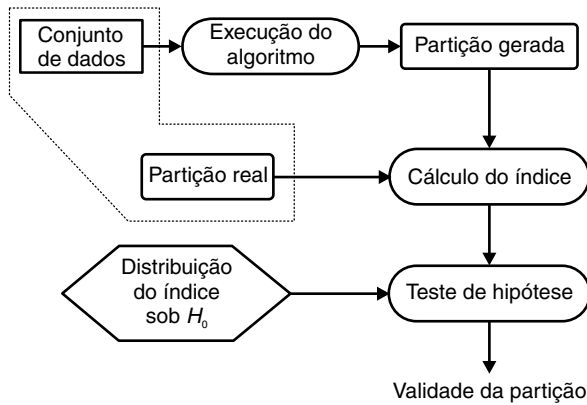 Conjunto
de dados
Execução do
algoritmo
Partição gerada
Partição real
Cálculo do índice
Distribuição
do índice
sob H0
Teste de hipótese
Validade da partição